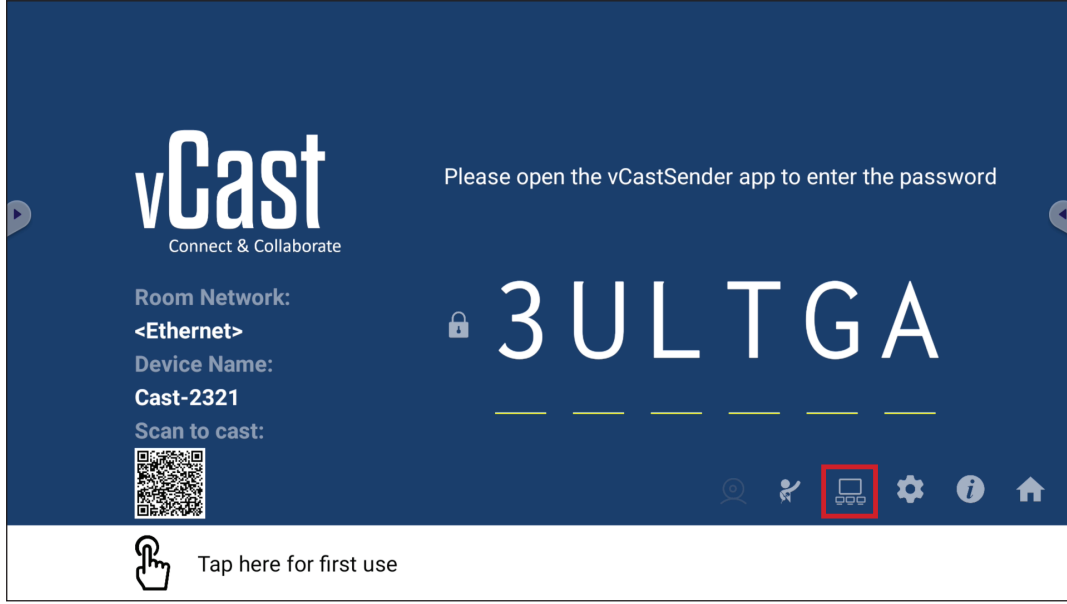 vCast
Connect & Collaborate
Please open the vCastSender app to enter the password
Room Network:
<Ethernet>
Device Name:
Cast-2321
Scan to cast:
3ULTGA
Tap here for first use